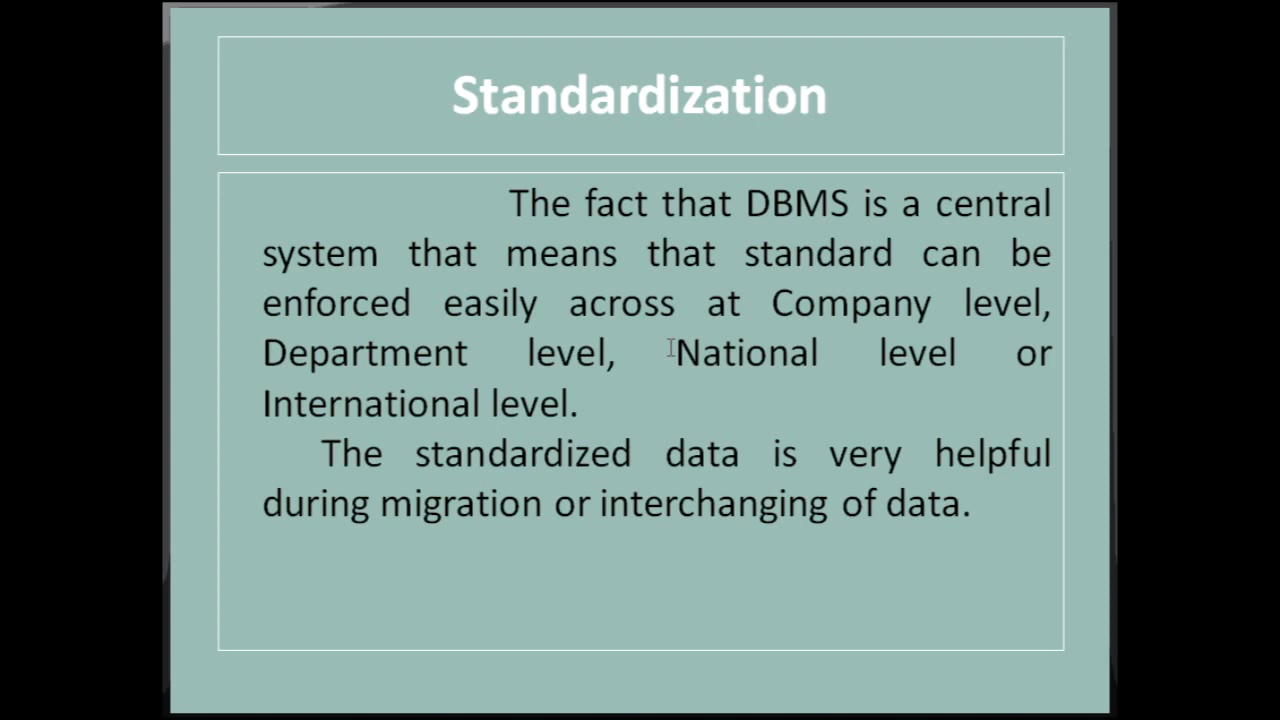 Standardization
The fact that DBMS is a central
system that means that standard can be
enforced easily across at Company level,
Department level, National level or
International level.
The standardized data is very helpful
during migration or interchanging of data.